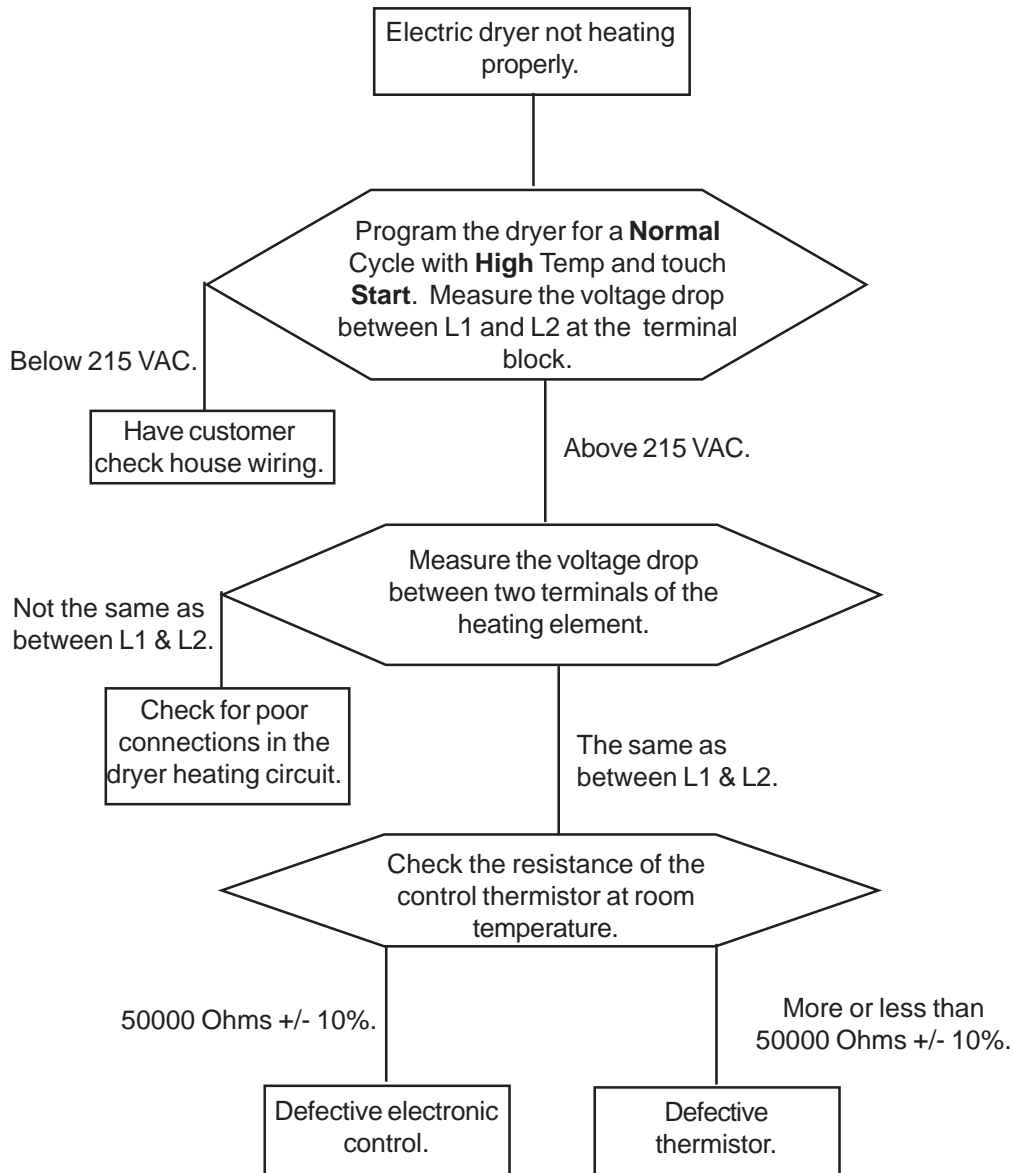 Electric dryer not heating
properly.
Program the dryer for a Normal
Cycle with High Temp and touch
Start. Measure the voltage drop
between L1 and L2 at the terminal
block.
Below 215 VAC.
Have customer
check house wiring.
Above 215 VAC.
Measure the voltage drop
between two terminals of the
heating element.
Not the same as
between L1 & L2.
Check for poor
connections in the
dryer heating circuit.
The same as
between L1 & L2.
Check the resistance of the
control thermistor at room
temperature.
50000 Ohms +/- 10%.
More or less than
50000 Ohms +/- 10%.
Defective electronic
control.
Defective
thermistor.